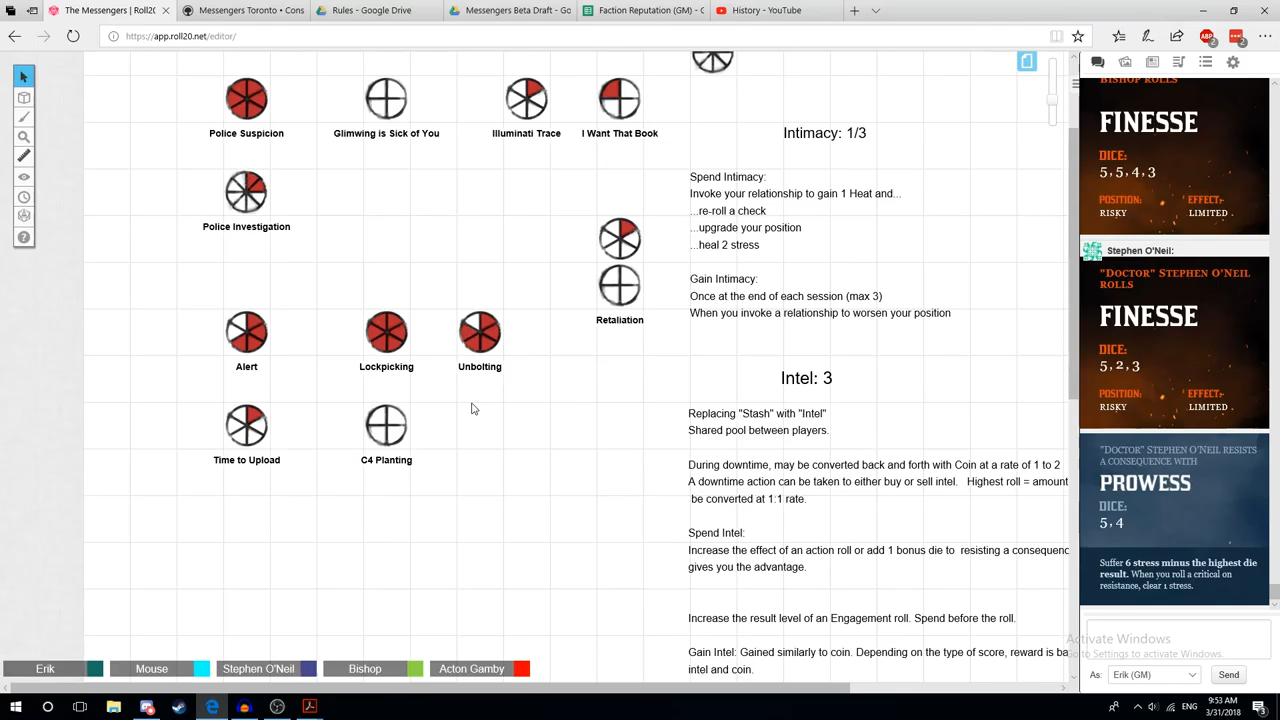 The Messengers | Roll20
Messengers Toronto • Cons
Rules - Google Drive
Messengers Beta Draft - Go
Faction Reputation (GM) - G
History - YouTube
https://app.roll20.net/editor/
ABP
2
2
Police Suspicion
Glimwing is Sick of You
Illuminati Trace
I Want That Book
Police Investigation
Retaliation
Alert
Lockpicking
Unbolting
Time to Upload
C4 Planting
Intimacy: 1/3
Spend Intimacy:
Invoke your relationship to gain 1 Heat and...
...re-roll a check
...upgrade your position
...heal 2 stress
Gain Intimacy:
Once at the end of each session (max 3)
When you invoke a relationship to worsen your position
Intel: 3
Replacing "Stash" with "Intel"
Shared pool between players.
During downtime, may be converted back and forth with Coin at a rate of 1 to 2
A downtime action can be taken to either buy or sell intel. Highest roll = amount
be converted at 1:1 rate.
Spend Intel:
Increase the effect of an action roll or add 1 bonus die to resisting a consequenc
gives you the advantage.
Increase the result level of an Engagement roll. Spend before the roll.
Gain Intel: Gained similarly to coin. Depending on the type of score, reward is ba
intel and coin.
BISHOP ROLLS
FINESSE
DICE:
5, 5, 4, 3
POSITION: EFFECT:
RISKY LIMITED
Stephen O'Neil:
"DOCTOR" STEPHEN O'NEIL
ROLLS
FINESSE
DICE:
5, 2, 3
POSITION: EFFECT:
RISKY LIMITED
"DOCTOR" STEPHEN O'NEIL RESISTS
A CONSEQUENCE WITH
PROWESS
DICE:
5, 4
Suffer 6 stress minus the highest die
result. When you roll a critical on
resistance, clear 1 stress.
Activate Windows
Go to Settings to activate Windows.
As: Erik (GM) Send
Erik
Mouse
Stephen O'Neil
Bishop
Acton Gamby
ENG
9:53 AM
3/31/2018
3